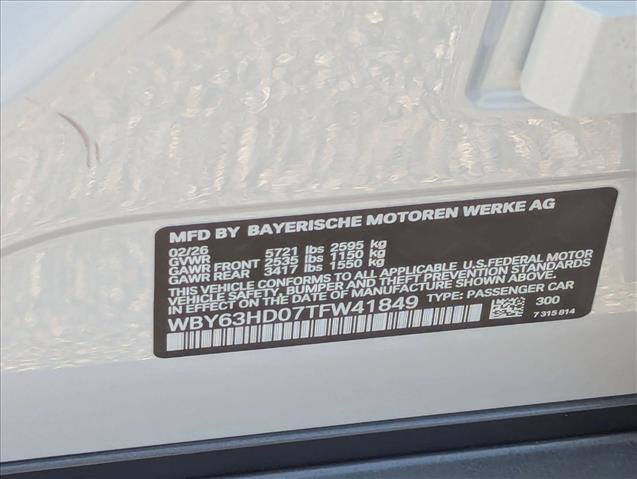 MFD BY BAYERISCHE MOTOREN WERKE AG
02/26
GVWR 5721 lbs 2595 kg
GAWR FRONT 2535 lbs 1150 kg
GAWR REAR 3417 lbs 1550 kg
THIS VEHICLE CONFORMS TO ALL APPLICABLE U.S.FEDERAL MOTOR
VEHICLE SAFETY, BUMPER AND THEFT PREVENTION STANDARDS
IN EFFECT ON THE DATE OF MANUFACTURE SHOWN ABOVE.
WBY63HD07TFW41849 TYPE: PASSENGER CAR
300
7 315 814